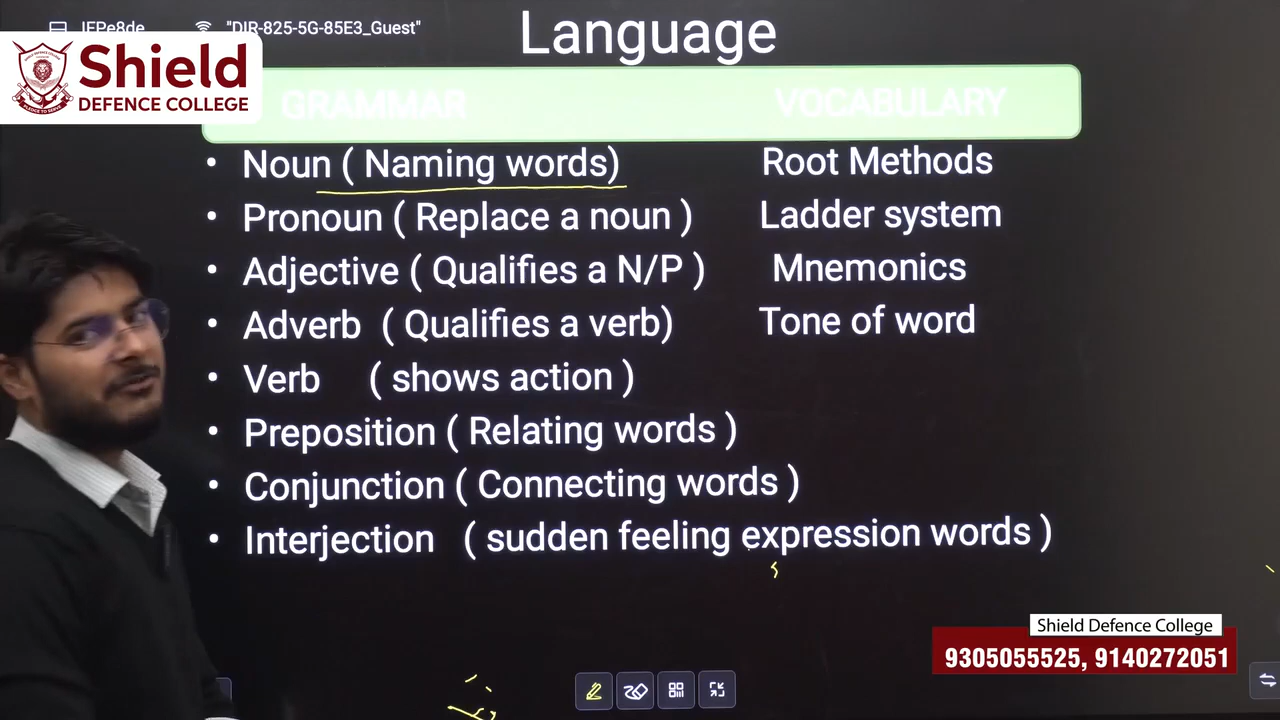 IFPe8de "DIR-825-5G-85E3_Guest"
Language
Shield
DEFENCE COLLEGE
GRAMMAR VOCABULARY
• Noun ( Naming words) Root Methods
• Pronoun ( Replace a noun ) Ladder system
• Adjective ( Qualifies a N/P ) Mnemonics
• Adverb ( Qualifies a verb) Tone of word
• Verb ( shows action )
• Preposition ( Relating words )
• Conjunction ( Connecting words )
• Interjection ( sudden feeling expression words )
Shield Defence College
9305055525, 9140272051